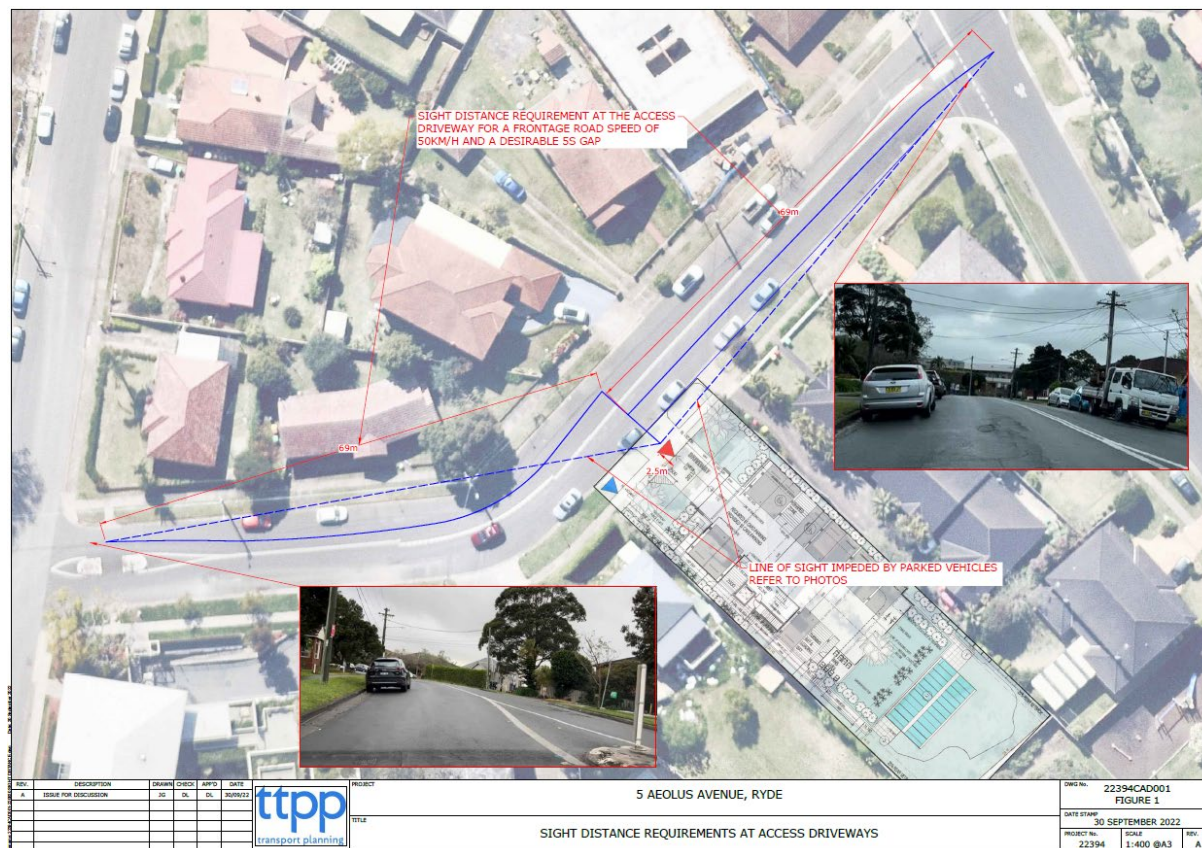 SIGHT DISTANCE REQUIREMENT AT THE ACCESS
DRIVEWAY FOR A FRONTAGE ROAD SPEED OF
50KM/H AND A DESIRABLE 5S GAP
69m
69m
2.5m
LINE OF SIGHT IMPEDED BY PARKED VEHICLES
REFER TO PHOTOS
REV. DESCRIPTION DRAWN CHECK APP'D DATE
A ISSUE FOR DISCUSSION JG DL DL 30/09/22
ttpp
transport planning
PROJECT
5 AEOLUS AVENUE, RYDE
TITLE
SIGHT DISTANCE REQUIREMENTS AT ACCESS DRIVEWAYS
DWG No. 22394CAD001
FIGURE 1
DATE STAMP
30 SEPTEMBER 2022
PROJECT No. SCALE REV.
22394 1:400 @A3 A